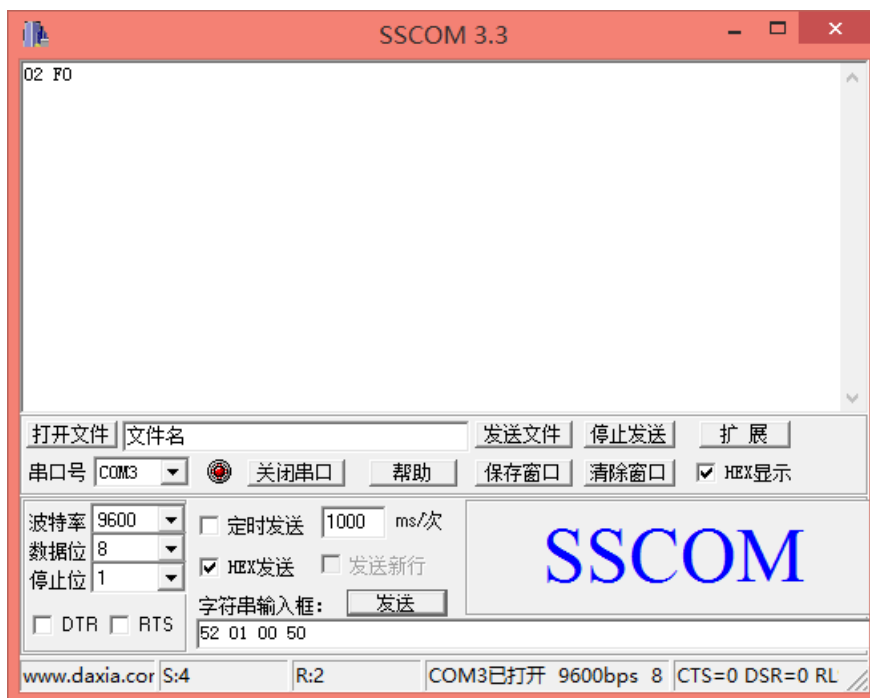 SSCOM 3.3
02 F0
打开文件 文件名 发送文件 停止发送 扩 展
串口号 COM3 关闭串口 帮助 保存窗口 清除窗口 HEX显示
波特率 9600 定时发送 1000 ms/次
数据位 8
HEX发送 发送新行
停止位 1
SSCOM
字符串输入框: 发送
DTR RTS
52 01 00 50
www.daxia.cor S:4 R:2 COM3已打开 9600bps 8 CTS=0 DSR=0 RL